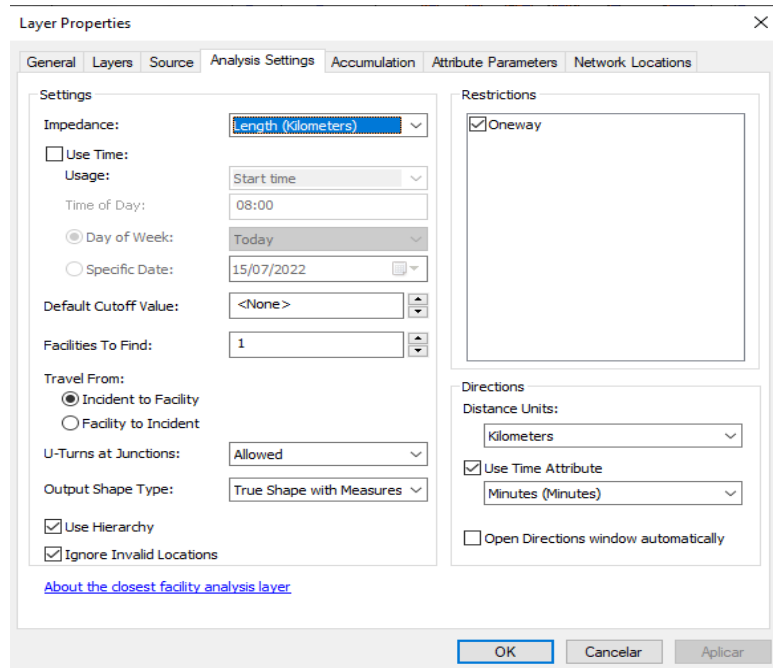 Layer Properties
General Layers Source Analysis Settings Accumulation Attribute Parameters Network Locations
Settings
Impedance: Length (Kilometers)
Use Time:
Usage: Start time
Time of Day: 08:00
Day of Week: Today
Specific Date: 15/07/2022
Default Cutoff Value: <None>
Facilities To Find: 1
Travel From:
Incident to Facility
Facility to Incident
U-Turns at Junctions: Allowed
Output Shape Type: True Shape with Measures
Use Hierarchy
Ignore Invalid Locations
About the closest facility analysis layer
Restrictions
Oneway
Directions
Distance Units:
Kilometers
Use Time Attribute
Minutes (Minutes)
Open Directions window automatically
OK Cancelar Aplicar